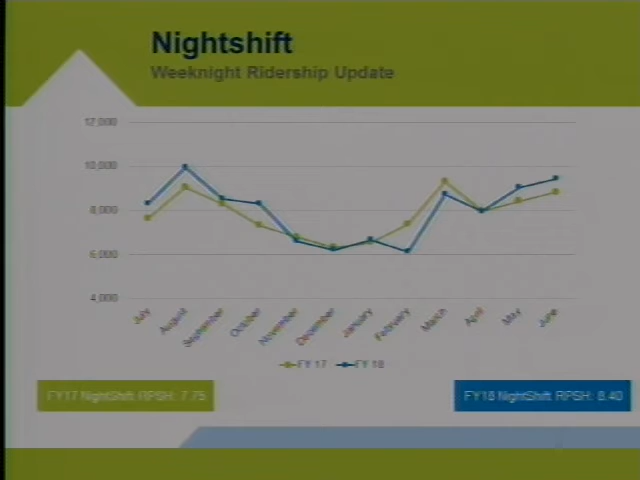 Nightshift
Weeknight Ridership Update
12,000
10,000
8,000
6,000
4,000
July
August
September
October
November
December
January
February
March
April
May
June
FY 17
FY 18
FY17 NightShift RPSH: 7.75
FY18 NightShift RPSH: 8.40